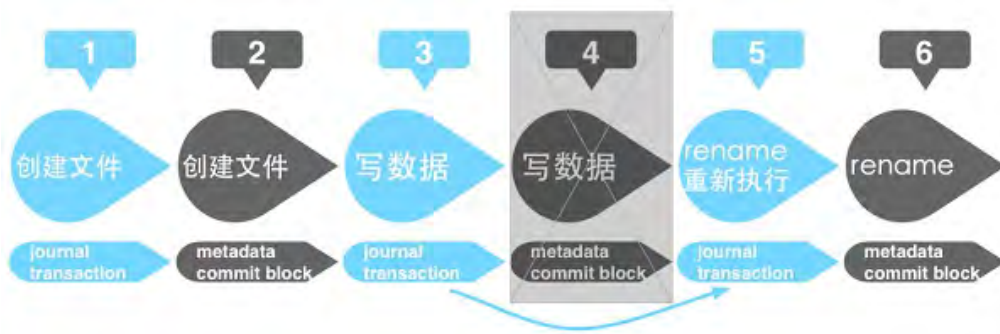 1
2
3
4
5
6
创建文件
创建文件
写数据
写数据
rename
重新执行
rename
journal
transaction
metadata
commit block
journal
transaction
metadata
commit block
journal
transaction
metadata
commit block